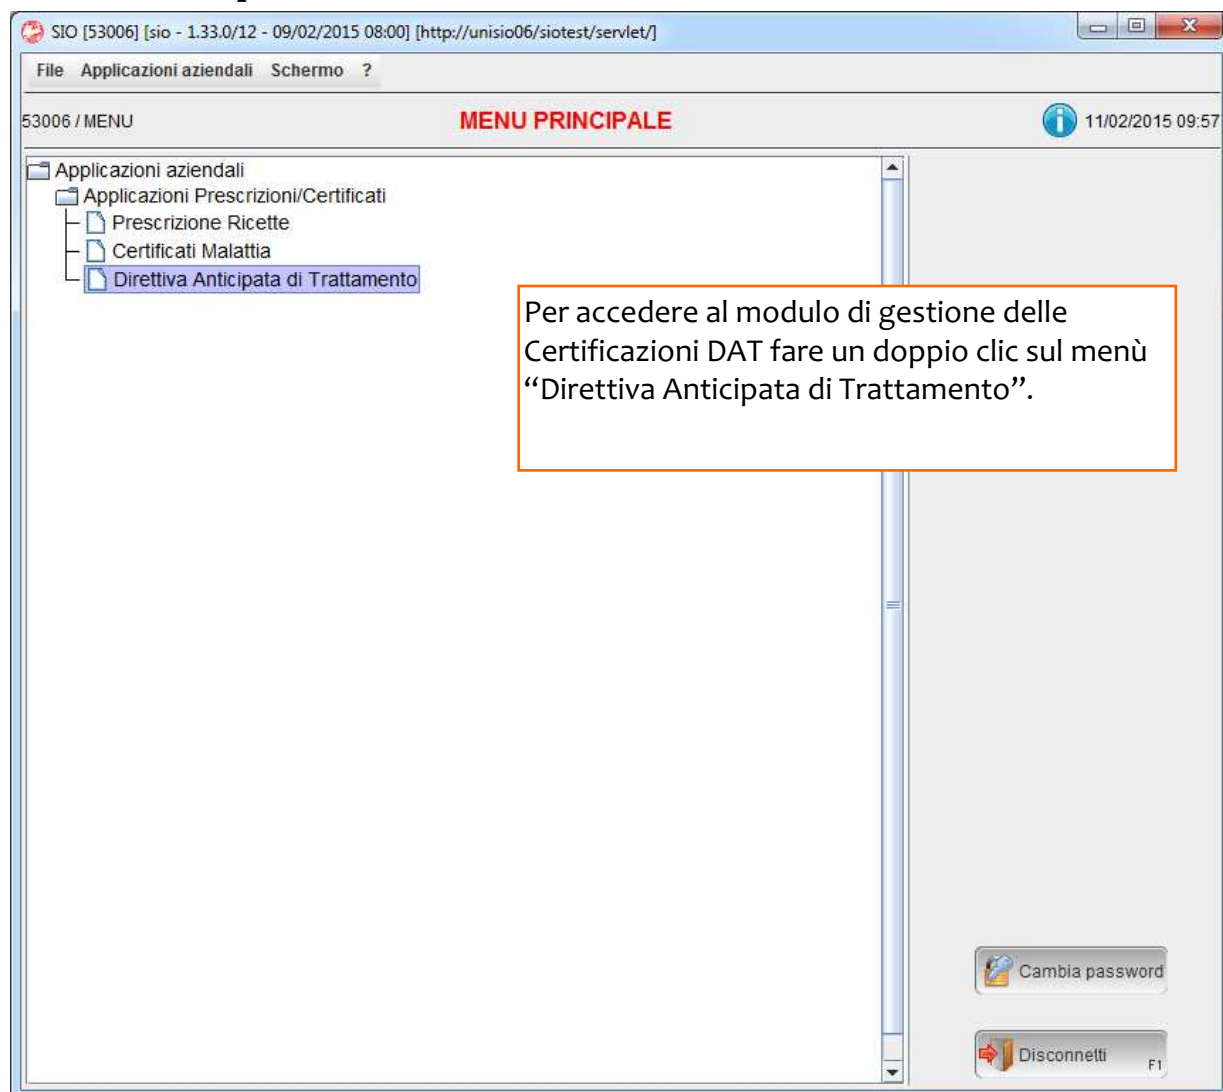 SIO [53006] [sio - 1.33.0/12 - 09/02/2015 08:00] [http://unisio06/siotest/servlet/]
File Applicazioni aziendali Schermo ?
53006 / MENU MENU PRINCIPALE 11/02/2015 09:57
Applicazioni aziendali
Applicazioni Prescrizioni/Certificati
Prescrizione Ricette
Certificati Malattia
Direttiva Anticipata di Trattamento
Per accedere al modulo di gestione delle
Certificazioni DAT fare un doppio clic sul menù
“Direttiva Anticipata di Trattamento”.
Cambia password
Disconnetti F1